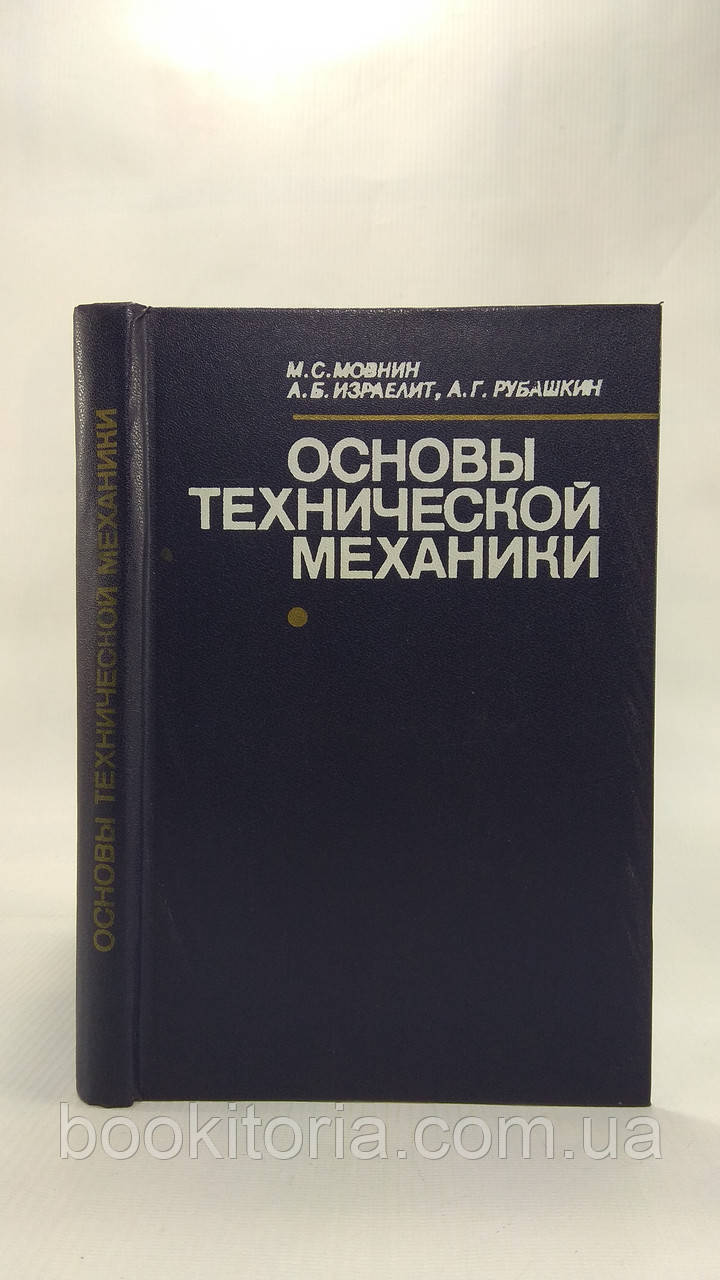 М.С.МОВНИН
А.Б.ИЗРАЕЛИТ, А.Г.РУБАШКИН
ОСНОВЫ
ТЕХНИЧЕСКОЙ
МЕХАНИКИ
ОСНОВЫ ТЕХНИЧЕСКОЙ МЕХАНИКИ
bookitoria.com.ua